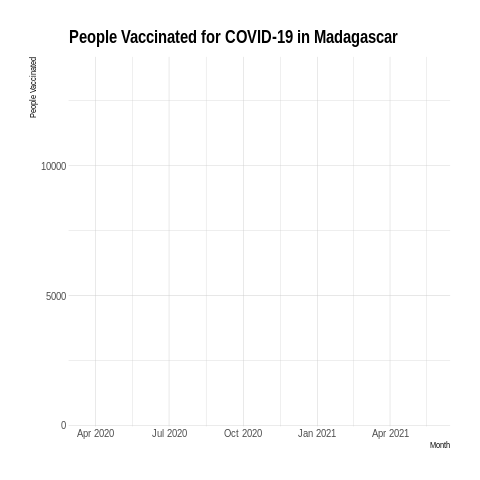 People Vaccinated for COVID-19 in Madagascar
People Vaccinated
10000
5000
0
Apr 2020 Jul 2020 Oct 2020 Jan 2021 Apr 2021
Month